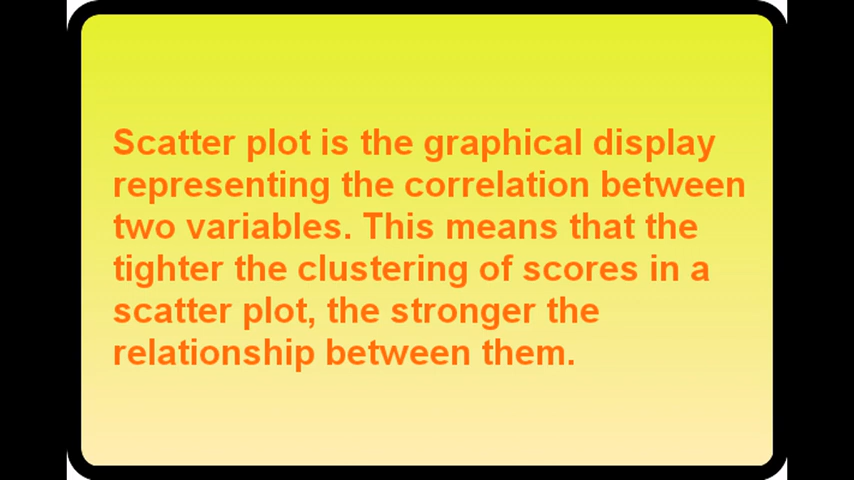 Scatter plot is the graphical display
representing the correlation between
two variables. This means that the
tighter the clustering of scores in a
scatter plot, the stronger the
relationship between them.